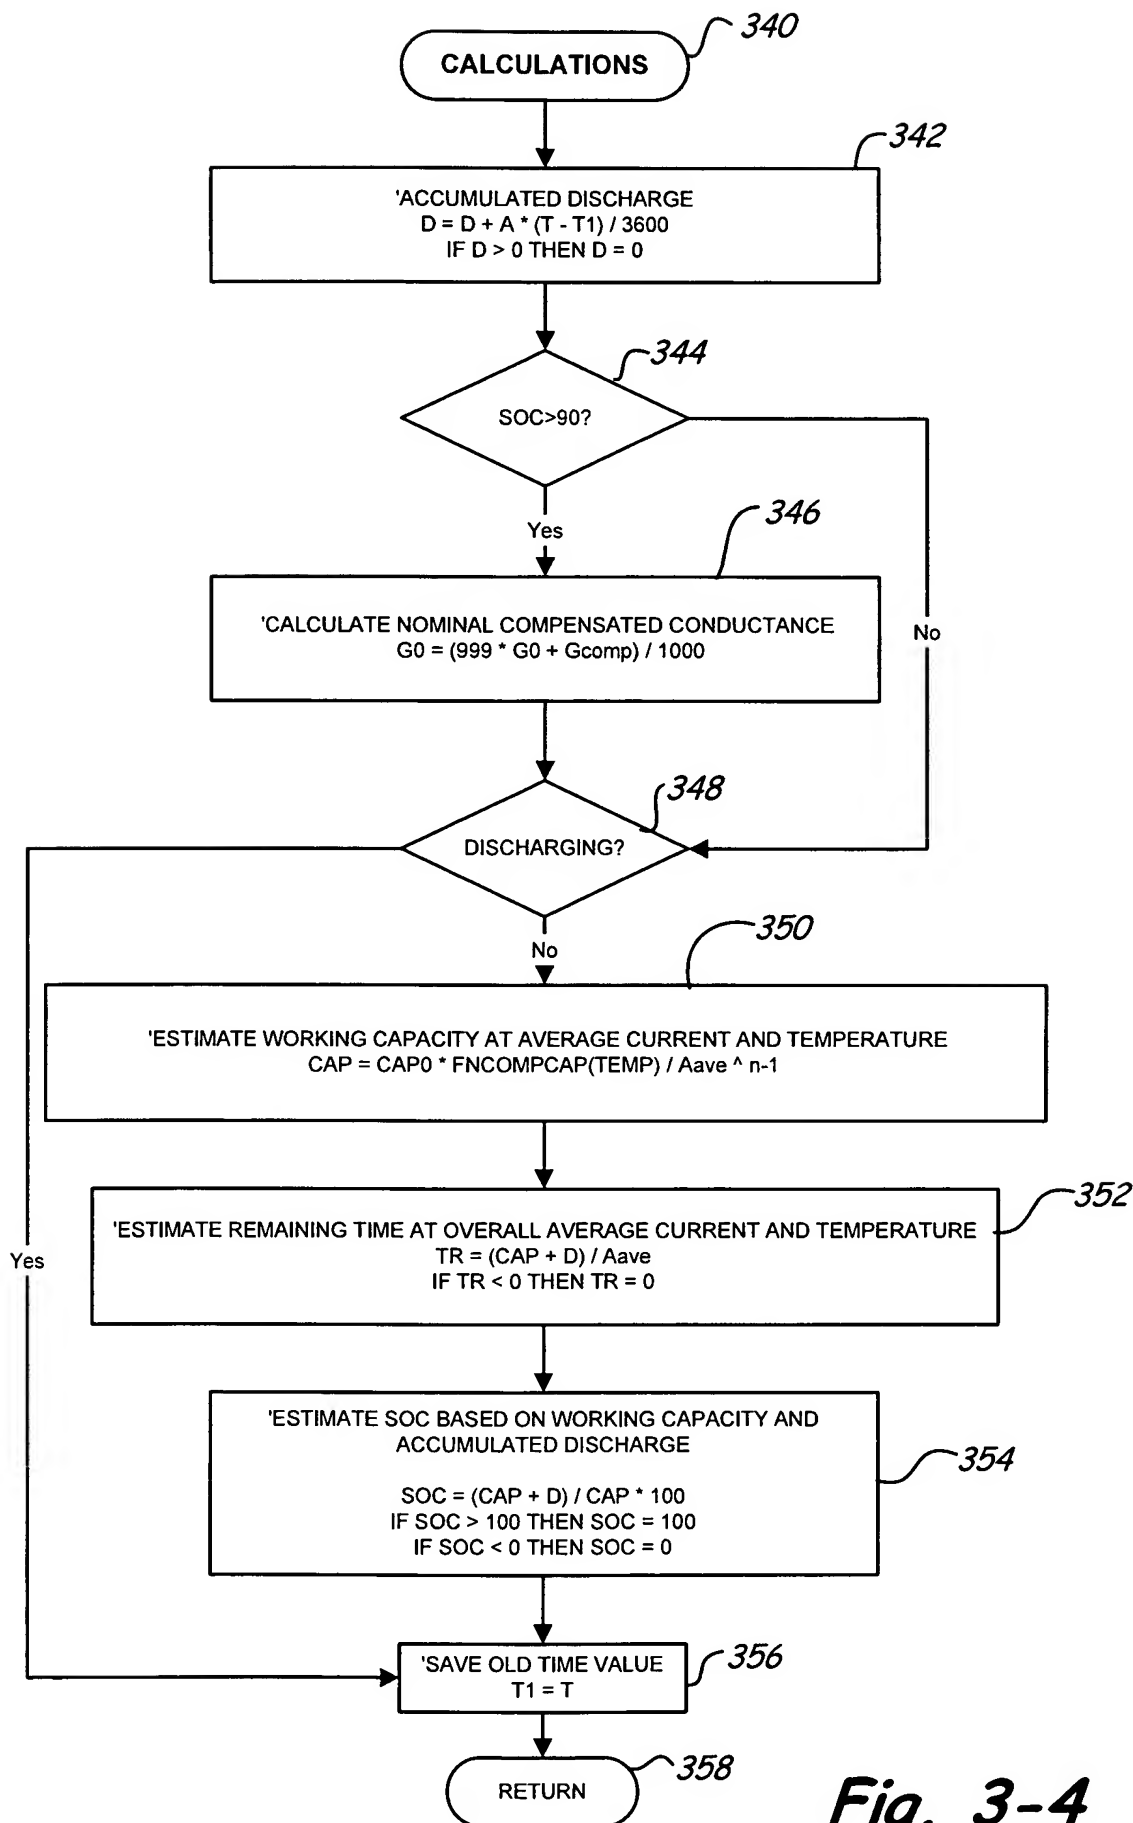 340
CALCULATIONS
342
'ACCUMULATED DISCHARGE
D = D + A * (T - T1) / 3600
IF D > 0 THEN D = 0
344
SOC>90?
Yes
346
'CALCULATE NOMINAL COMPENSATED CONDUCTANCE
G0 = (999 * G0 + Gcomp) / 1000
No
348
DISCHARGING?
No
350
'ESTIMATE WORKING CAPACITY AT AVERAGE CURRENT AND TEMPERATURE
CAP = CAP0 * FNCOMPCAP(TEMP) / Aave ^ n-1
352
'ESTIMATE REMAINING TIME AT OVERALL AVERAGE CURRENT AND TEMPERATURE
TR = (CAP + D) / Aave
IF TR < 0 THEN TR = 0
Yes
'ESTIMATE SOC BASED ON WORKING CAPACITY AND
ACCUMULATED DISCHARGE
354
SOC = (CAP + D) / CAP * 100
IF SOC > 100 THEN SOC = 100
IF SOC < 0 THEN SOC = 0
356
'SAVE OLD TIME VALUE
T1 = T
358
RETURN
Fig. 3-4